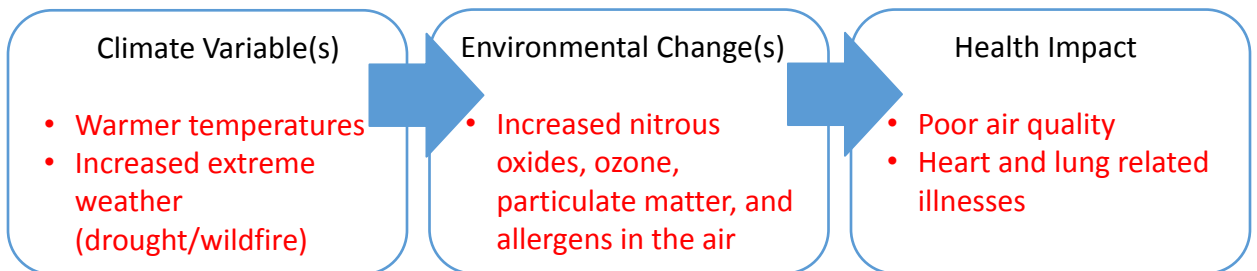 Climate Variable(s)
• Warmer temperatures
• Increased extreme
weather
(drought/wildfire)
Environmental Change(s)
• Increased nitrous
oxides, ozone,
particulate matter, and
allergens in the air
Health Impact
• Poor air quality
• Heart and lung related
illnesses